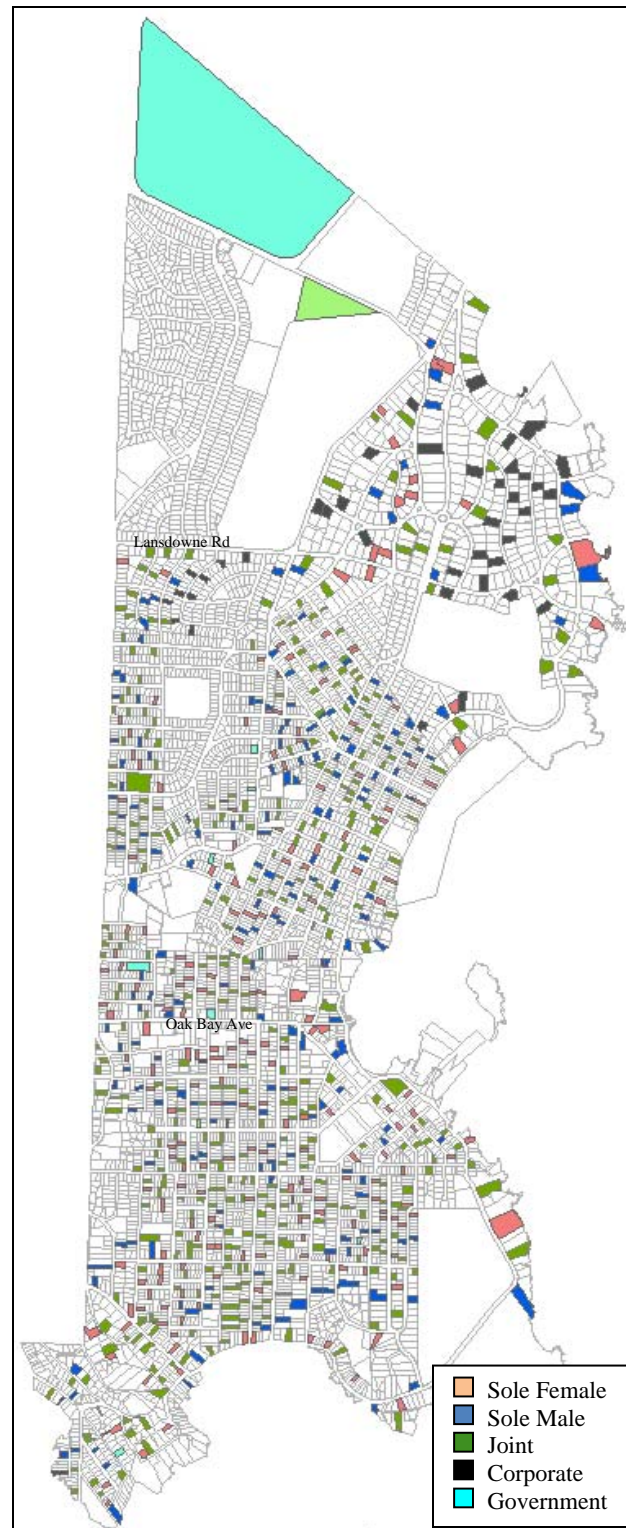 Lansdowne Rd
Oak Bay Ave
Sole Female
Sole Male
Joint
Corporate
Government